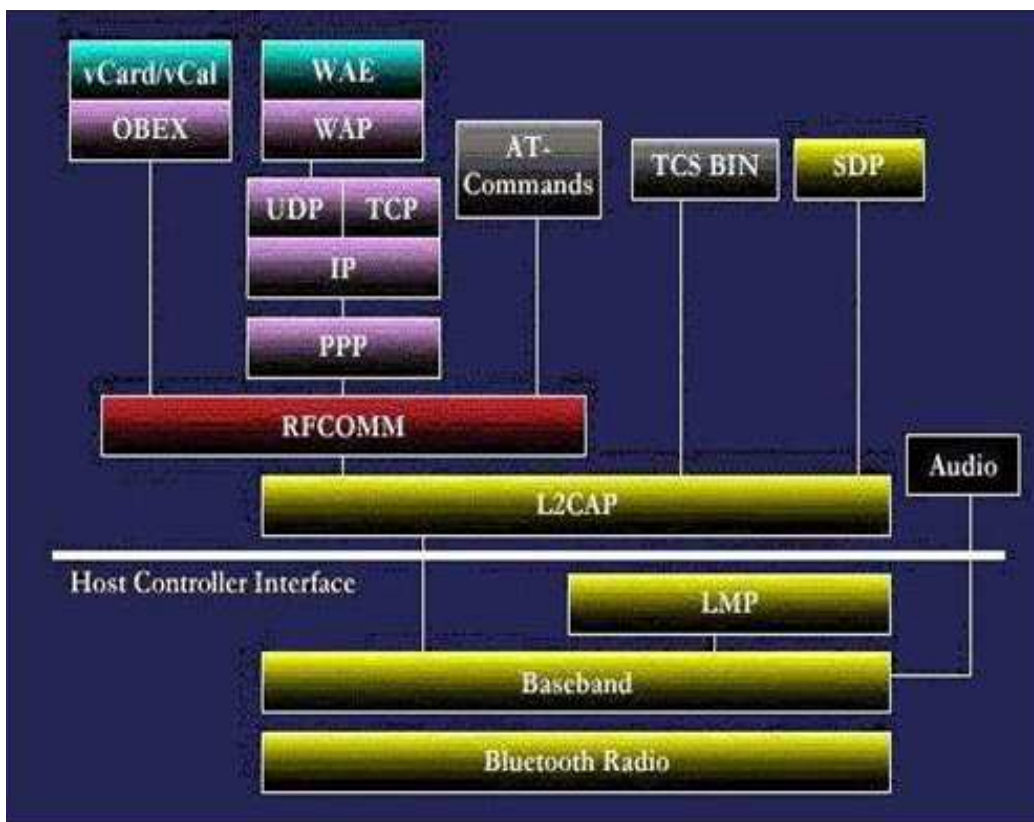 vCard/vCal
OBEX
WAE
WAP
UDP TCP
IP
PPP
AT-
Commands
TCS BIN
SDP
RFCOMM
Audio
L2CAP
Host Controller Interface
LMP
Baseband
Bluetooth Radio